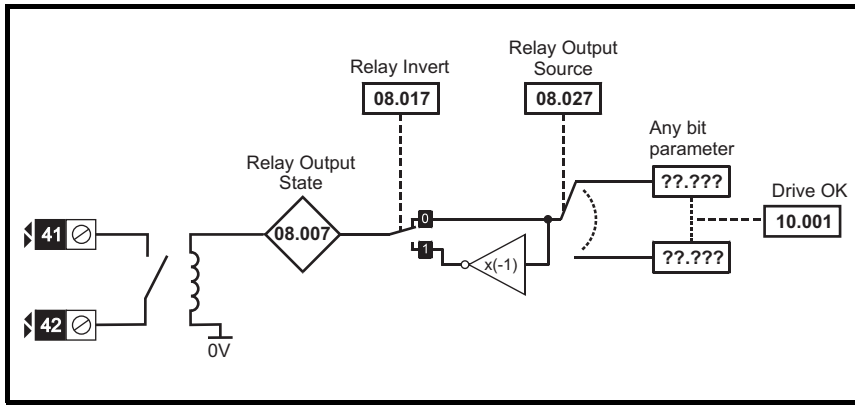 Relay Output
Source
Relay Invert
08.017
08.027
Any bit
parameter
Relay Output
State
??.???
Drive OK
0
41
08.007
10.001
1
x(-1)
??.???
42
0V